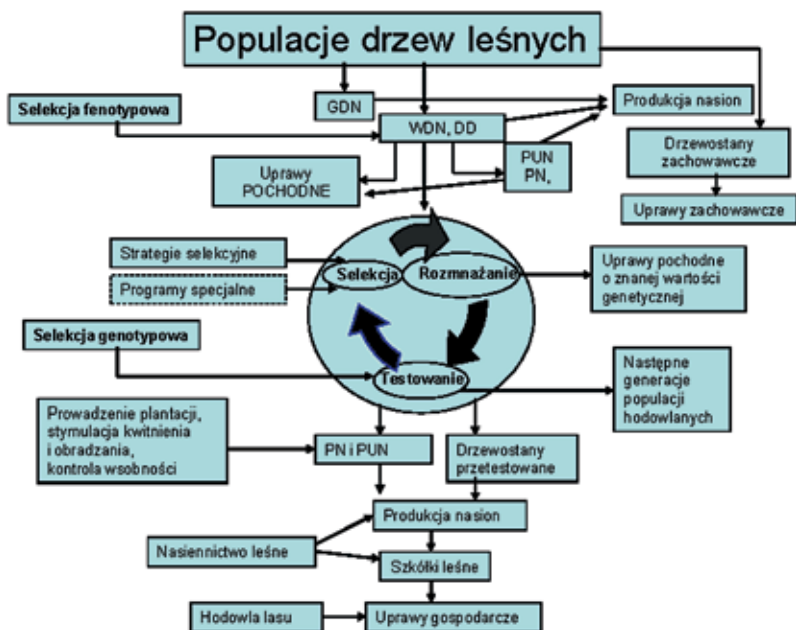 Populacje drzew leśnych
GDN
Produkcja nasion
Selekcja fenotypowa
WDN, DD
Drzewostany
zachowawcze
Uprawy
POCHODNE
PUN
PN,
Uprawy zachowawcze
Strategie selekcyjne
Selekcja
Rozmnażanie
Uprawy pochodne
o znanej wartości
genetycznej
Programy specjalne
Selekcja genotypowa
Testowanie
Następne
generacje
populacji
hodowlanych
Prowadzenie plantacji,
stymulacja kwitnienia
i obradzania,
kontrola wsobności
PN i PUN
Drzewostany
przetestowane
Produkcja nasion
Nasiennictwo leśne
Szkółki leśne
Hodowla lasu
Uprawy gospodarcze